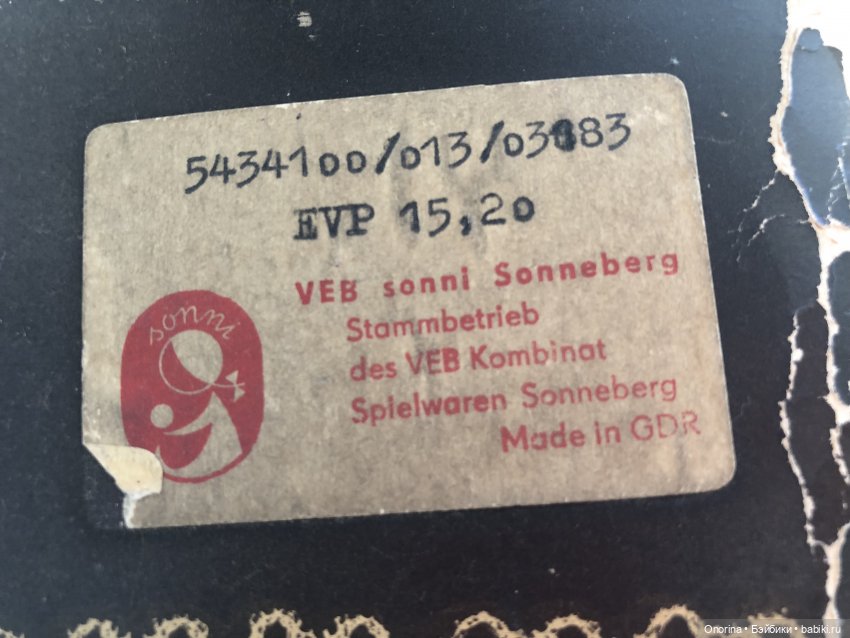 5434100/013/03183
EVP 15,20
VEB sonni Sonneberg
Stammbetrieb
des VEB Kombinat
Spielwaren Sonneberg
Made in GDR
sonni
Onorina • Бэйбики • babiki.ru